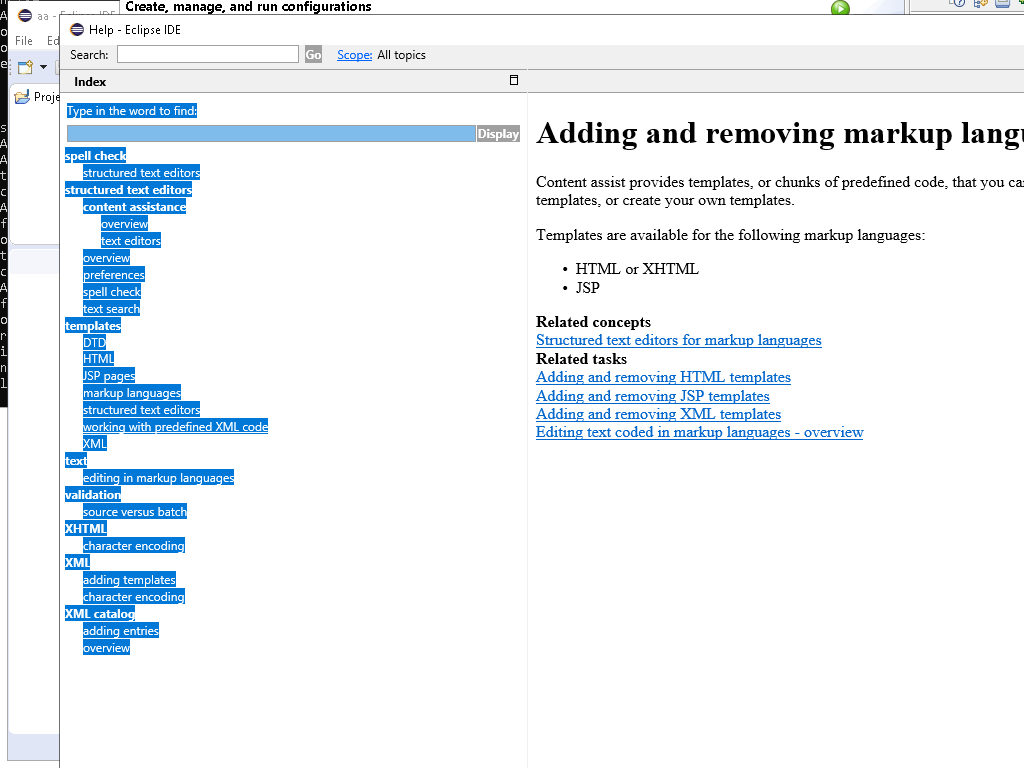 Create, manage, and run configurations
aa - Eclipse IDE
File Ed
Help - Eclipse IDE
Search: Go Scope: All topics
Index
Proje
Type in the word to find:
Display
spell check
structured text editors
structured text editors
content assistance
overview
text editors
overview
preferences
spell check
text search
templates
DTD
HTML
JSP pages
markup languages
structured text editors
working with predefined XML code
XML
text
editing in markup languages
validation
source versus batch
XHTML
character encoding
XML
adding templates
character encoding
XML catalog
adding entries
overview
Adding and removing markup langu
Content assist provides templates, or chunks of predefined code, that you ca
templates, or create your own templates.
Templates are available for the following markup languages:
• HTML or XHTML
• JSP
Related concepts
Structured text editors for markup languages
Related tasks
Adding and removing HTML templates
Adding and removing JSP templates
Adding and removing XML templates
Editing text coded in markup languages - overview